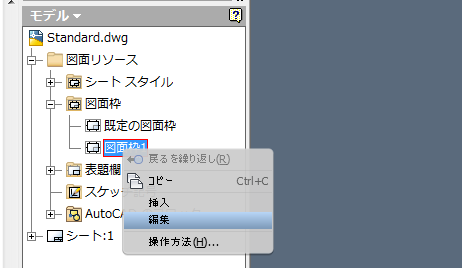 モデル
Standard.dwg
図面リソース
シート スタイル
図面枠
既定の図面枠
図面枠1
戻るを繰り返し(R)
コピー Ctrl+C
表題欄
挿入
スケッチ
編集
AutoCA
シート:1
操作方法(H)...